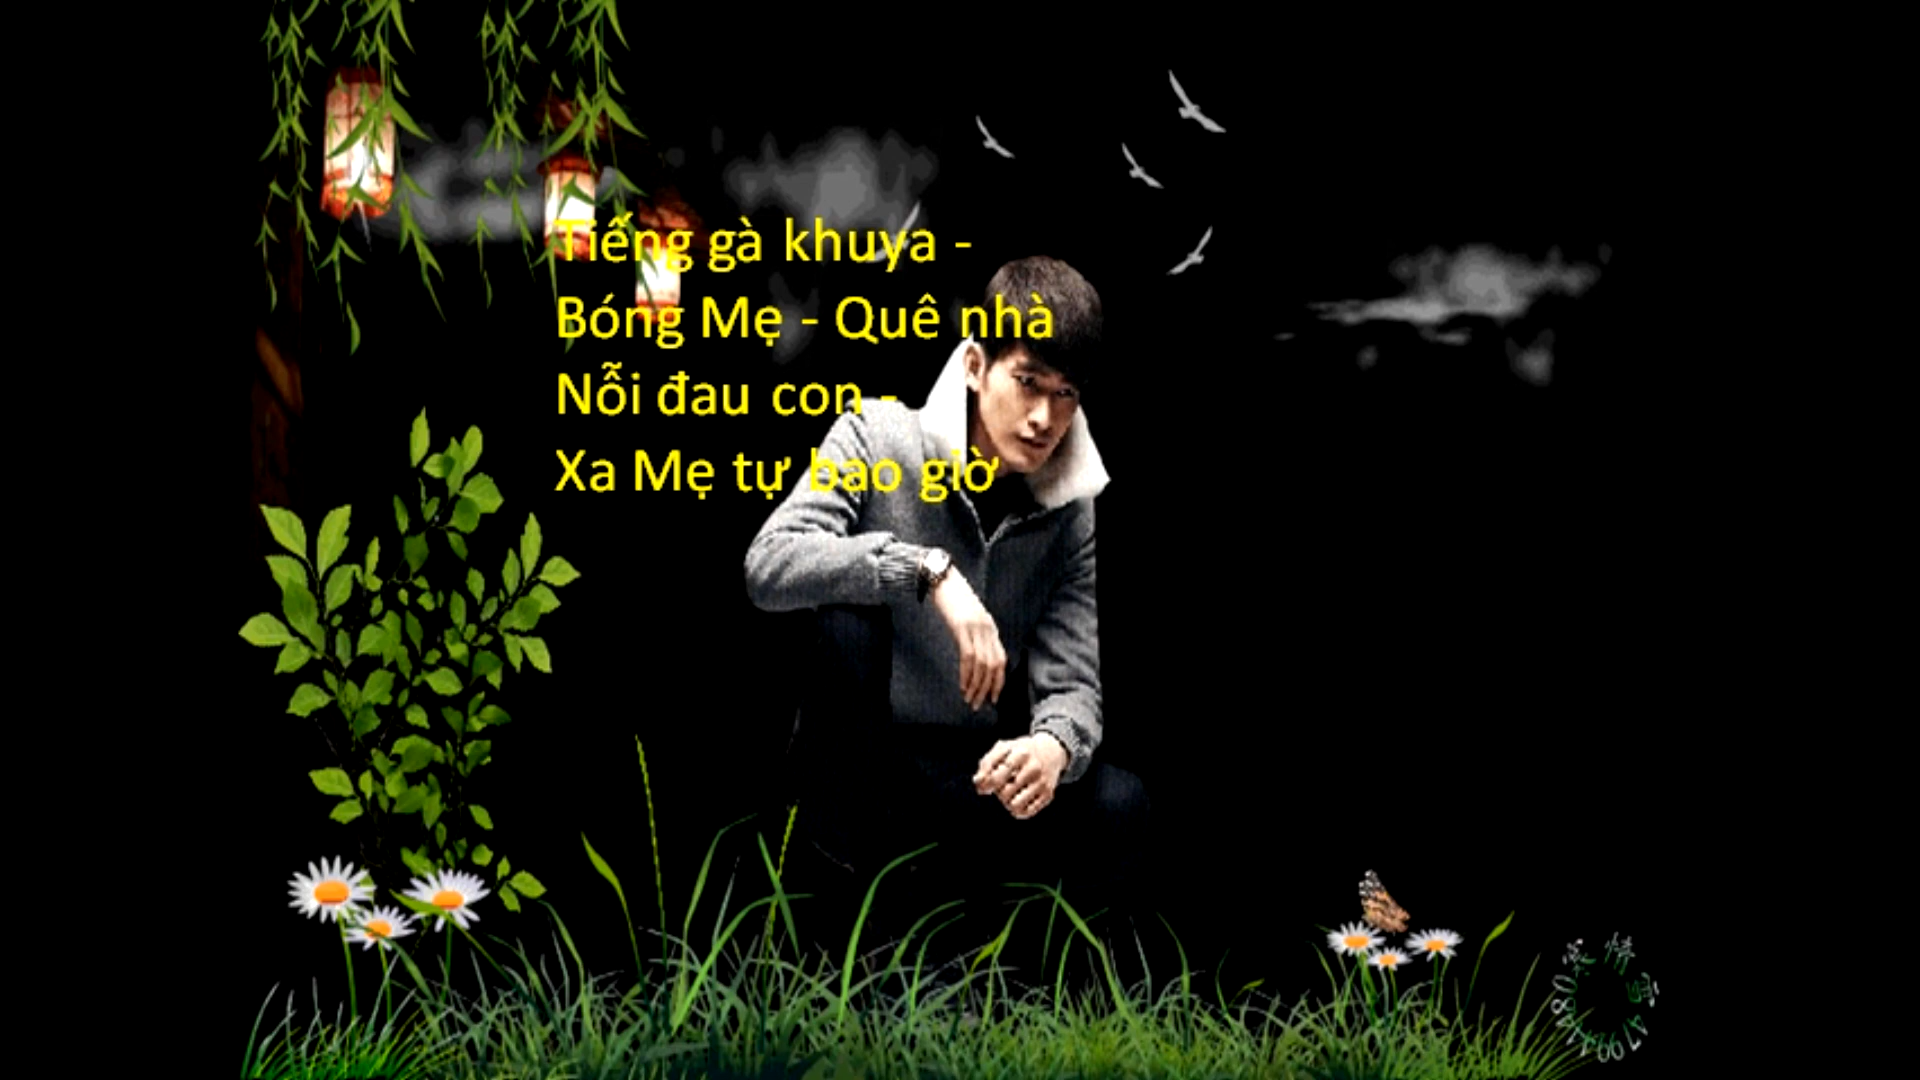 Tiếng gà khuya -
Bóng Mẹ - Quê nhà
Nỗi đau con -
Xa Mẹ tự bao giờ